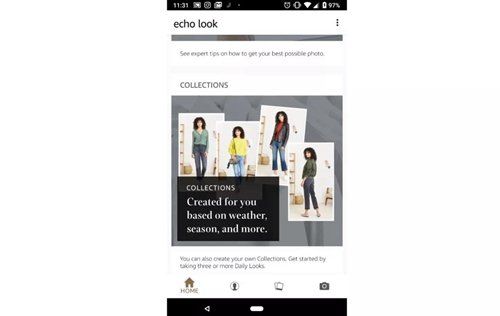 11:31
97%
echo look
See expert tips on how to get your best possible photo.
COLLECTIONS
COLLECTIONS
Created for you
based on weather,
season, and more.
You can also create your own Collections. Get started by
taking three or more Daily Looks.
HOME